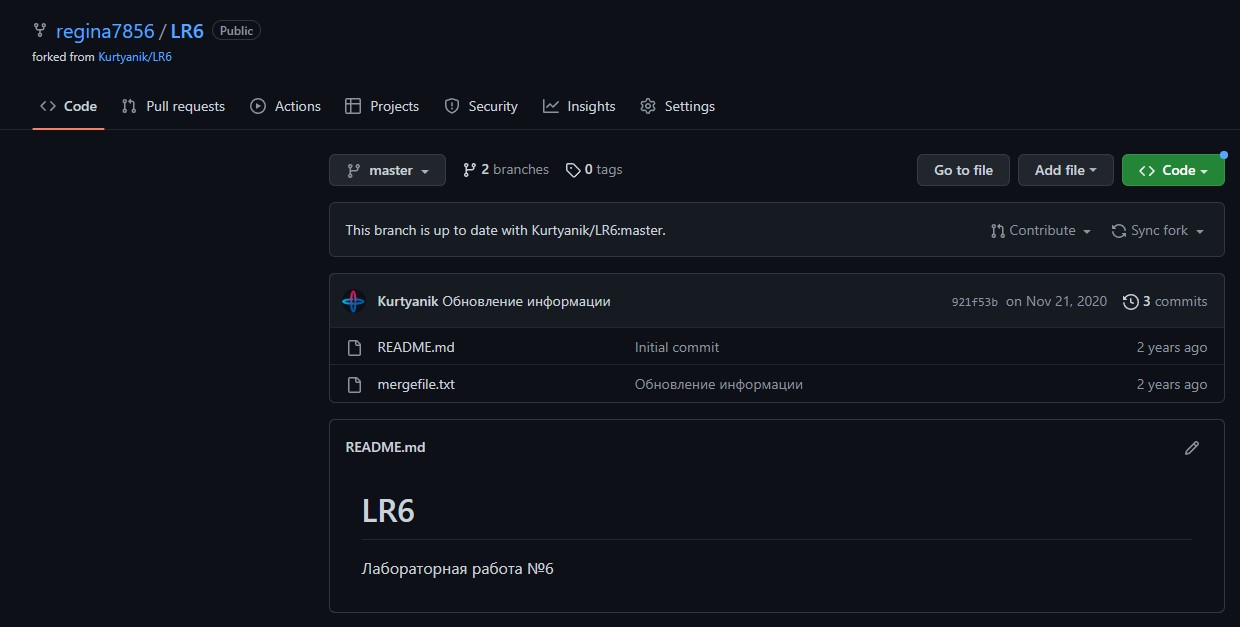 regina7856 / LR6 Public
forked from Kurtyanik/LR6
Code Pull requests Actions Projects Security Insights Settings
master 2 branches 0 tags Go to file Add file Code
This branch is up to date with Kurtyanik/LR6:master. Contribute Sync fork
Kurtyanik Обновление информации 921f53b on Nov 21, 2020 3 commits
README.md Initial commit 2 years ago
mergefile.txt Обновление информации 2 years ago
README.md
LR6
Лабораторная работа №6